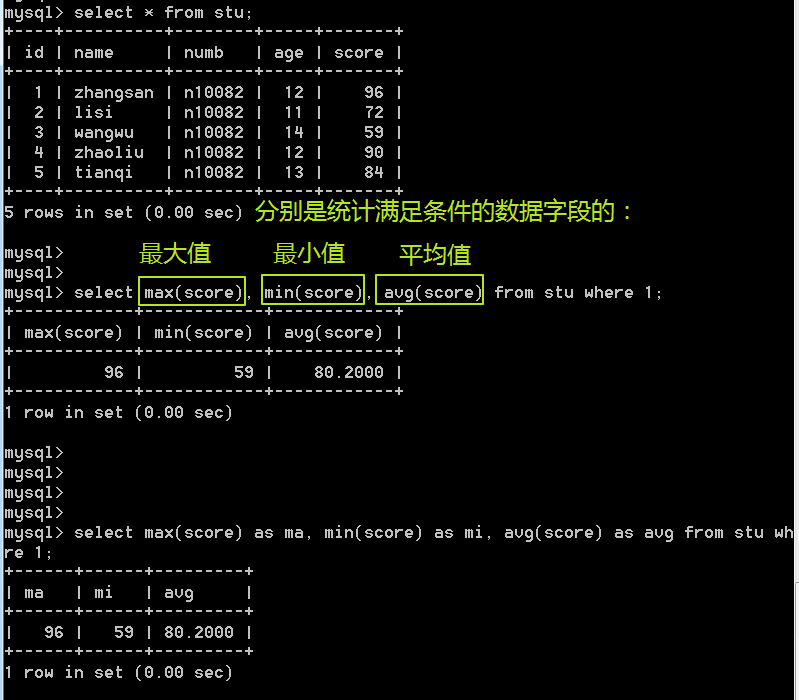 mysql> select * from stu;
+----+----------+--------+-----+-------+
| id | name     | numb   | age | score |
+----+----------+--------+-----+-------+
|  1 | zhangsan | n10082 |  12 |    96 |
|  2 | lisi     | n10082 |  11 |    72 |
|  3 | wangwu   | n10082 |  14 |    59 |
|  4 | zhaoliu  | n10082 |  12 |    90 |
|  5 | tianqi   | n10082 |  13 |    84 |
+----+----------+--------+-----+-------+
5 rows in set (0.00 sec) 分别是统计满足条件的数据字段的：
mysql> 最大值 最小值 平均值
mysql>
mysql> select max(score), min(score), avg(score) from stu where 1;
+------------+------------+------------+
| max(score) | min(score) | avg(score) |
+------------+------------+------------+
|         96 |         59 |    80.2000 |
+------------+------------+------------+
1 row in set (0.00 sec)
mysql>
mysql>
mysql>
mysql>
mysql> select max(score) as ma, min(score) as mi, avg(score) as avg from stu wh
re 1;
+------+------+---------+
| ma   | mi   | avg     |
+------+------+---------+
|   96 |   59 | 80.2000 |
+------+------+---------+
1 row in set (0.00 sec)